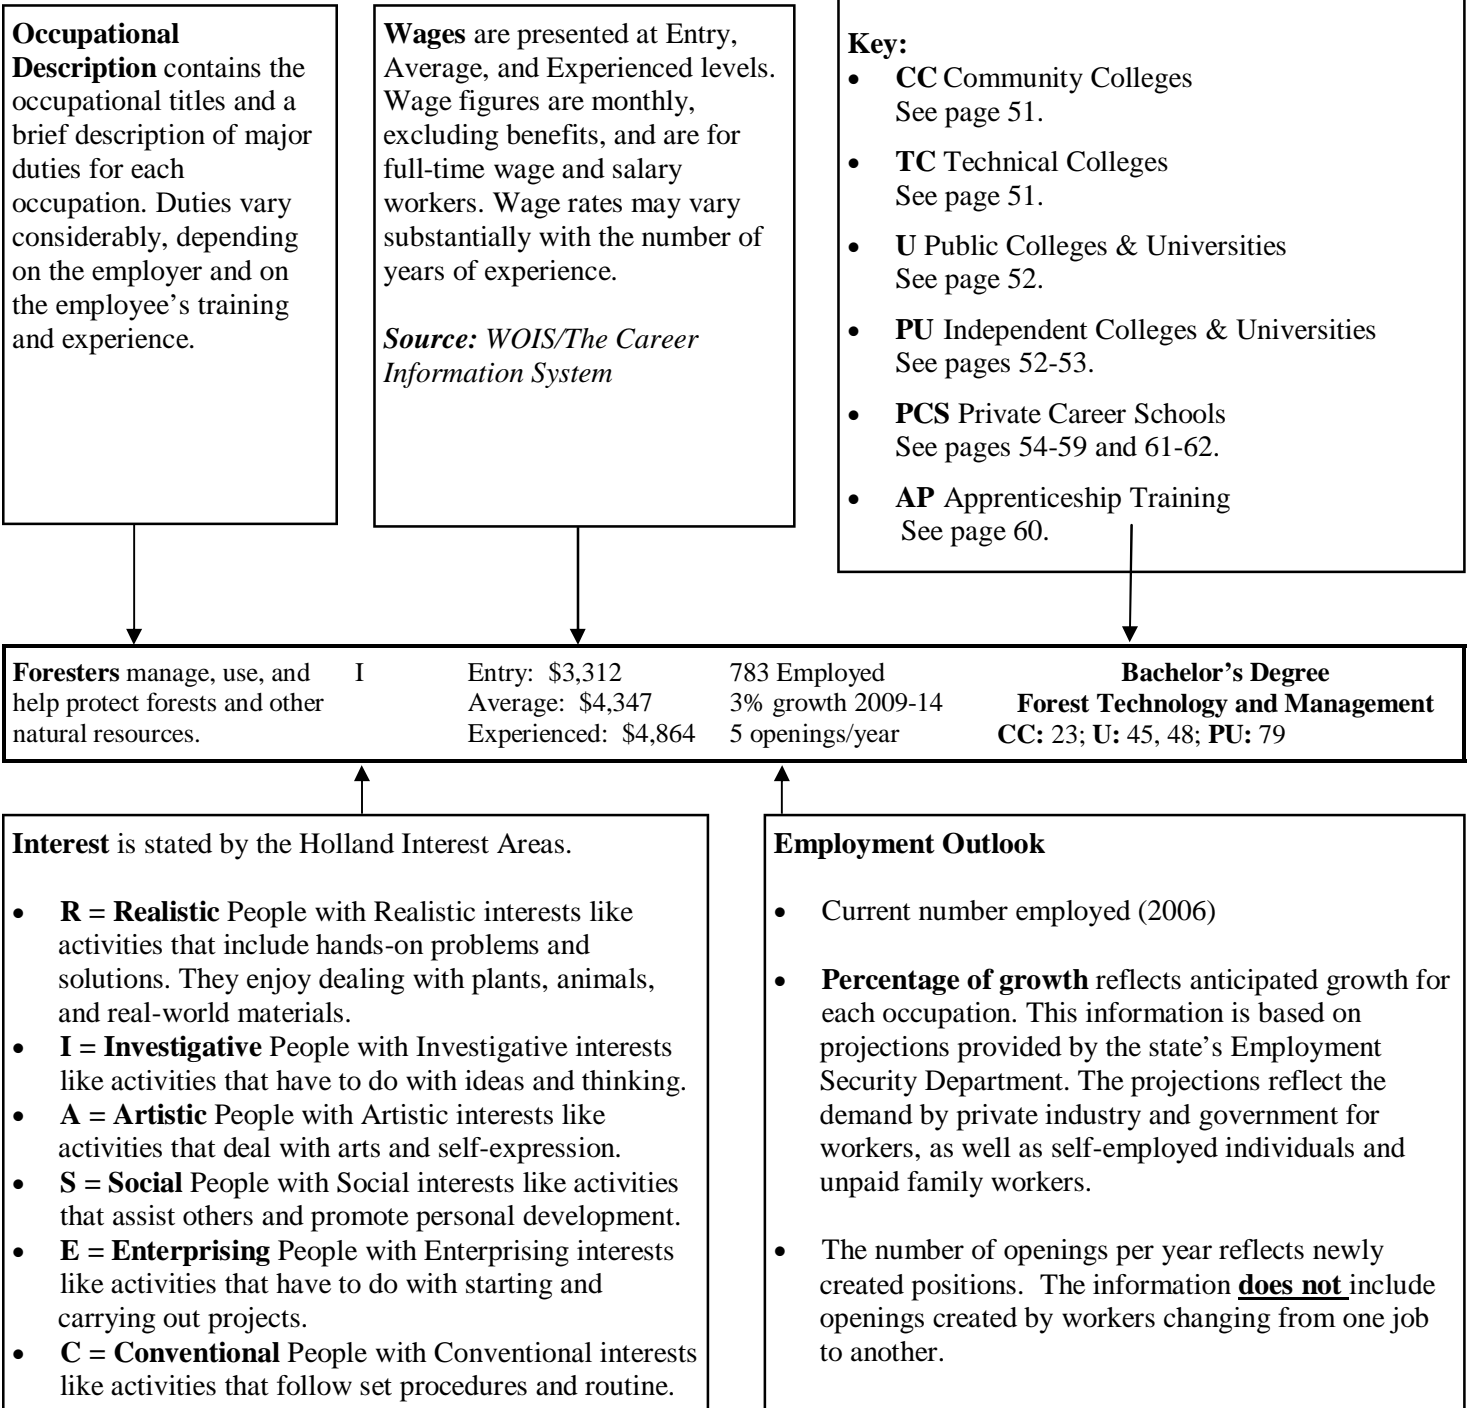 Occupational
Description contains the
occupational titles and a
brief description of major
duties for each
occupation. Duties vary
considerably, depending
on the employer and on
the employee’s training
and experience.
Wages are presented at Entry,
Average, and Experienced levels.
Wage figures are monthly,
excluding benefits, and are for
full-time wage and salary
workers. Wage rates may vary
substantially with the number of
years of experience.
Source: WOIS/The Career
Information System
Key:
• CC Community Colleges
See page 51.
• TC Technical Colleges
See page 51.
• U Public Colleges & Universities
See page 52.
• PU Independent Colleges & Universities
See pages 52-53.
• PCS Private Career Schools
See pages 54-59 and 61-62.
• AP Apprenticeship Training
See page 60.
Foresters manage, use, and
help protect forests and other
natural resources.
I
Entry: $3,312
Average: $4,347
Experienced: $4,864
783 Employed
3% growth 2009-14
5 openings/year
Bachelor’s Degree
Forest Technology and Management
CC: 23; U: 45, 48; PU: 79
Interest is stated by the Holland Interest Areas.
• R = Realistic People with Realistic interests like
activities that include hands-on problems and
solutions. They enjoy dealing with plants, animals,
and real-world materials.
• I = Investigative People with Investigative interests
like activities that have to do with ideas and thinking.
• A = Artistic People with Artistic interests like
activities that deal with arts and self-expression.
• S = Social People with Social interests like activities
that assist others and promote personal development.
• E = Enterprising People with Enterprising interests
like activities that have to do with starting and
carrying out projects.
• C = Conventional People with Conventional interests
like activities that follow set procedures and routine.
Employment Outlook
• Current number employed (2006)
• Percentage of growth reflects anticipated growth for
each occupation. This information is based on
projections provided by the state’s Employment
Security Department. The projections reflect the
demand by private industry and government for
workers, as well as self-employed individuals and
unpaid family workers.
• The number of openings per year reflects newly
created positions. The information does not include
openings created by workers changing from one job
to another.